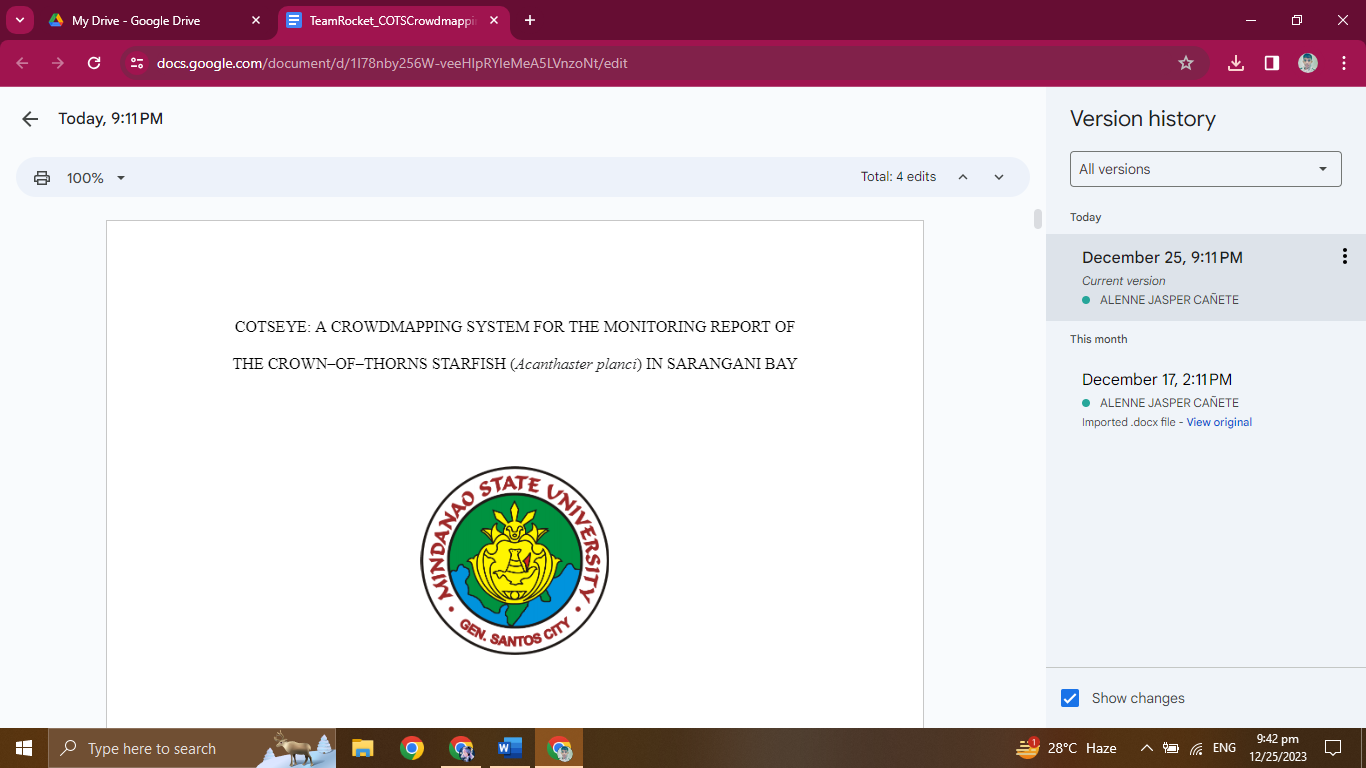 My Drive - Google Drive
TeamRocket_COTSCrowdmappi
docs.google.com/document/d/1I78nby256W-veeHIpRYIeMeA5LVnzoNt/edit
Today, 9:11 PM
100%
Total: 4 edits
COTSEYE: A CROWDMAPPING SYSTEM FOR THE MONITORING REPORT OF
THE CROWN–OF–THORNS STARFISH (Acanthaster planci) IN SARANGANI BAY
MINDANAO STATE UNIVERSITY
GEN. SANTOS CITY
Version history
All versions
Today
December 25, 9:11 PM
Current version
ALENNE JASPER CAÑETE
This month
December 17, 2:11 PM
ALENNE JASPER CAÑETE
Imported .docx file - View original
Show changes
Type here to search
1
28°C Haze
ENG
9:42 pm
12/25/2023